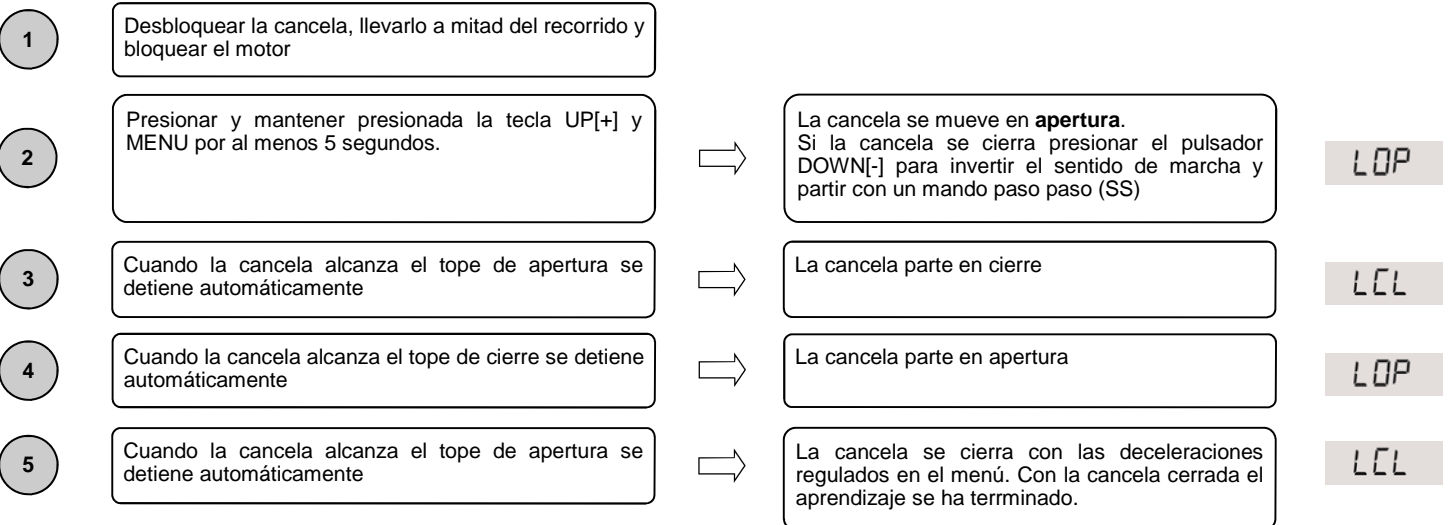 1
Desbloquear la cancela, llevarlo a mitad del recorrido y
bloquear el motor
2
Presionar y mantener presionada la tecla UP[+] y
MENU por al menos 5 segundos.
La cancela se mueve en apertura.
Si la cancela se cierra presionar el pulsador
DOWN[-] para invertir el sentido de marcha y
partir con un mando paso paso (SS)
LOP
3
Cuando la cancela alcanza el tope de apertura se
detiene automáticamente
La cancela parte en cierre
LCL
4
Cuando la cancela alcanza el tope de cierre se detiene
automáticamente
La cancela parte en apertura
LOP
5
Cuando la cancela alcanza el tope de apertura se
detiene automáticamente
La cancela se cierra con las deceleraciones
regulados en el menú. Con la cancela cerrada el
aprendizaje se ha terrminado.
LCL